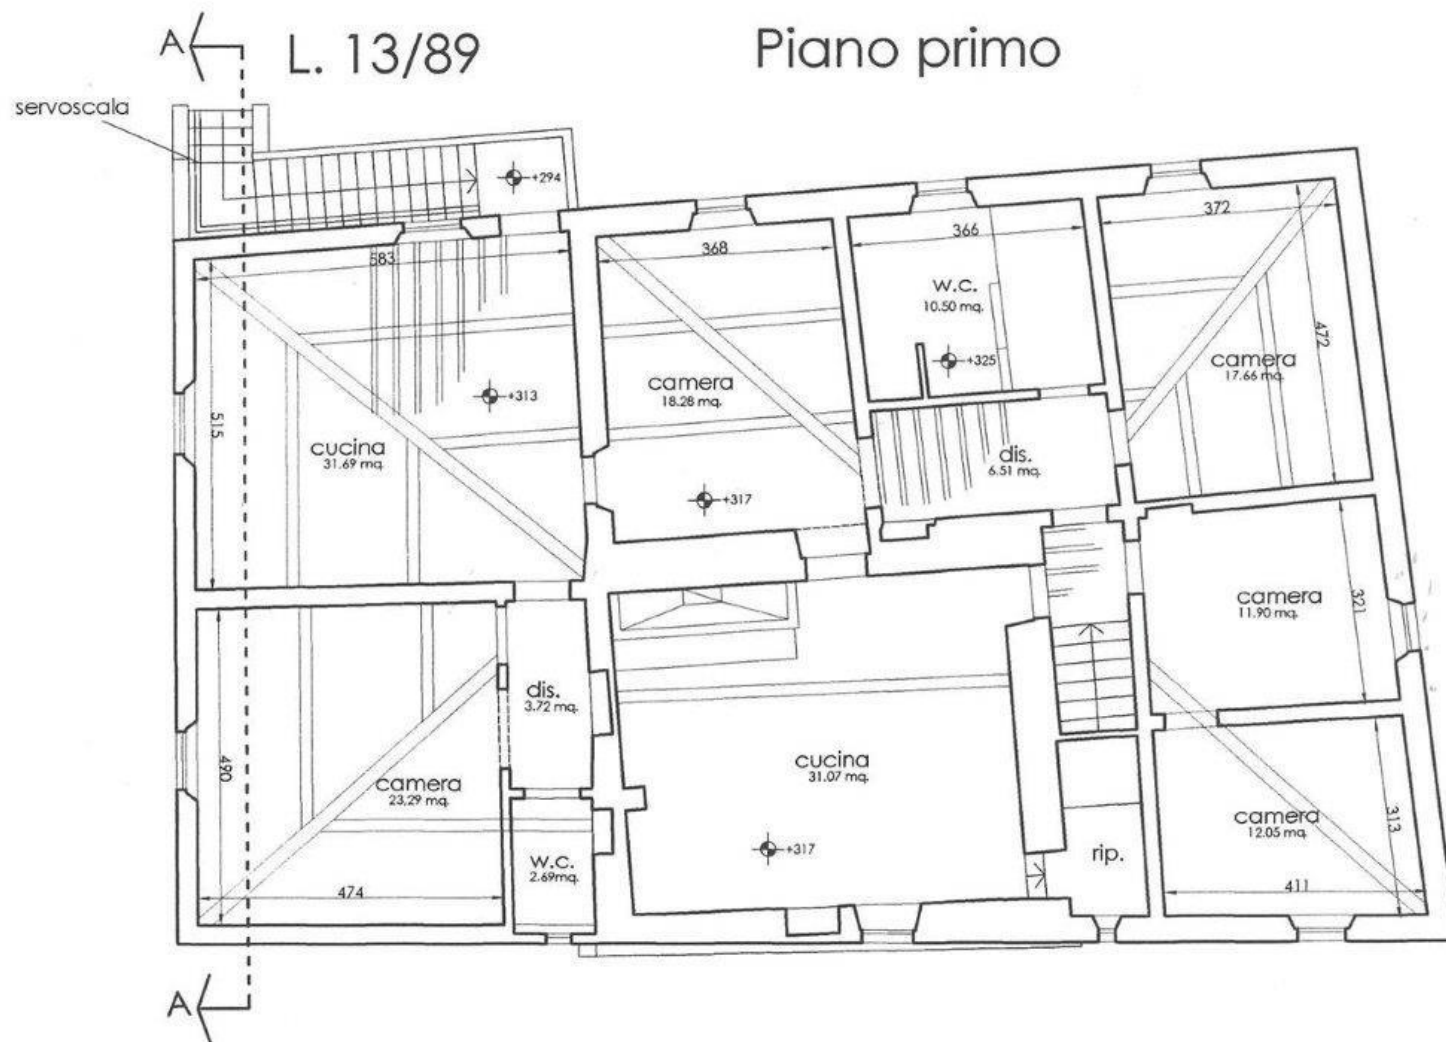 A
L. 13/89
Piano primo
servoscala
+294
583
368
366
372
w.c.
10.50 mq.
+325
472
camera
17.66 mq.
camera
18.28 mq.
+313
515
cucina
31.69 mq.
dis.
6.51 mq.
+317
camera
11.90 mq.
321
dis.
3.72 mq.
490
camera
23,29 mq.
cucina
31.07 mq.
camera
12.05 mq.
313
+317
rip.
w.c.
2.69mq.
474
411
A